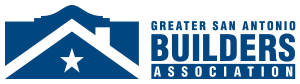 GREATER SAN ANTONIO
BUILDERS
ASSOCIATION